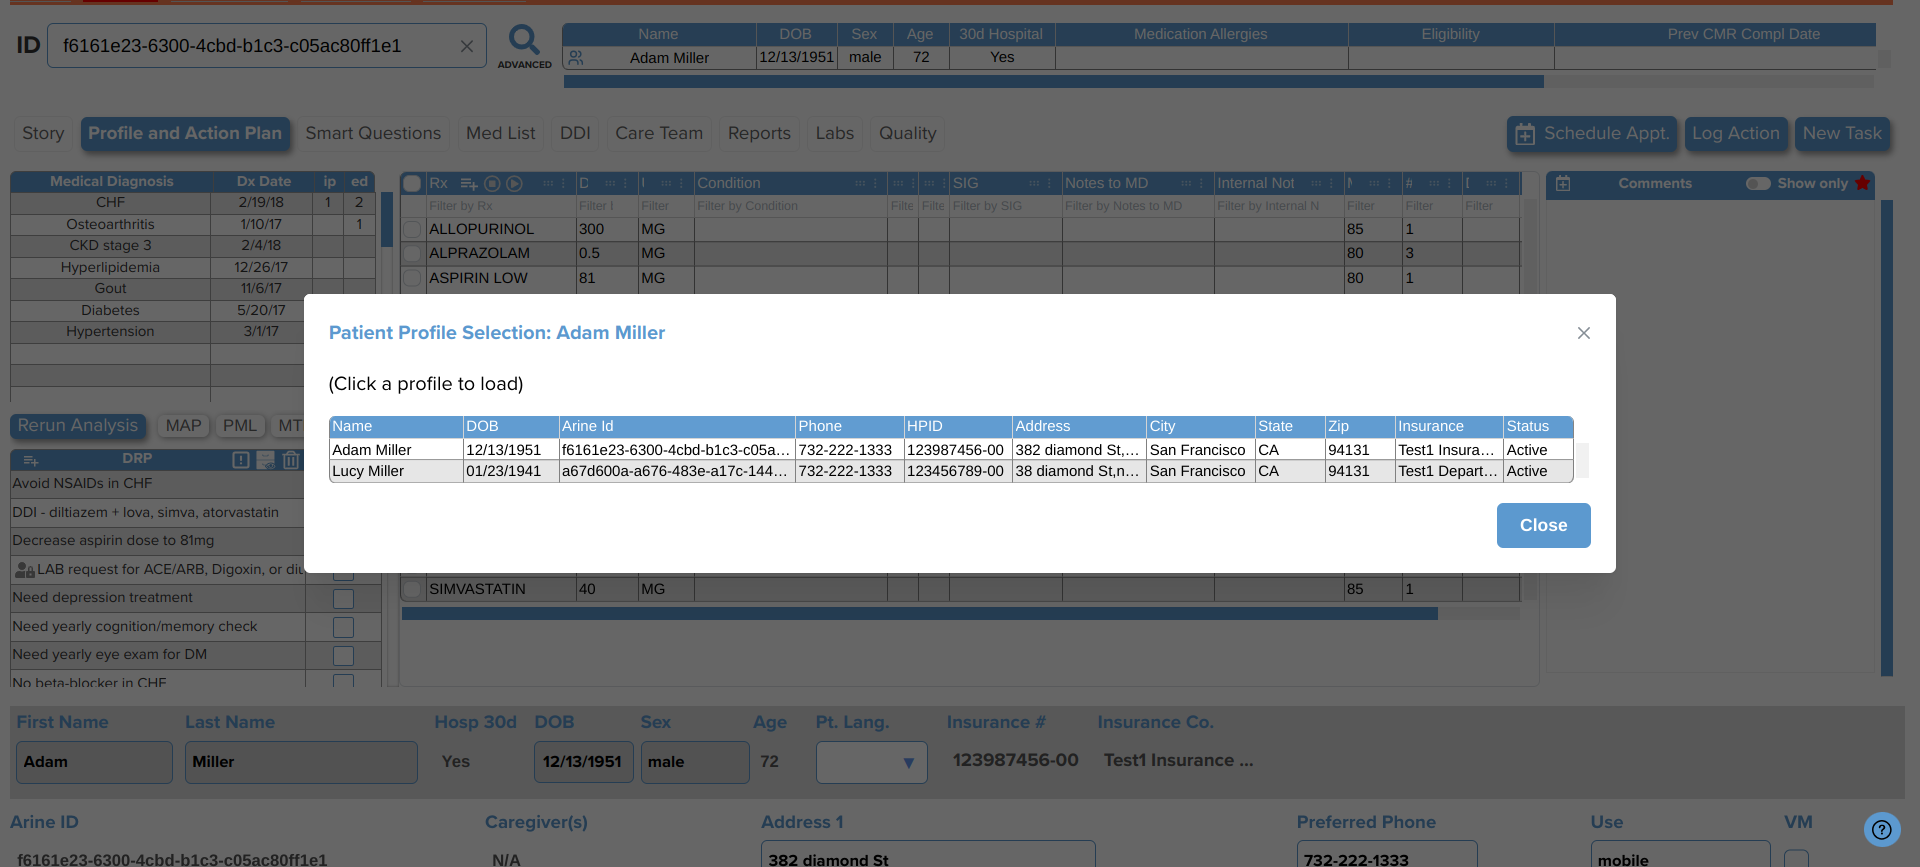 ID f6161e23-6300-4cbd-b1c3-c05ac80ff1e1
ADVANCED
Name DOB Sex Age 30d Hospital Medication Allergies Eligibility Prev CMR Compl Date
Adam Miller 12/13/1951 male 72 Yes
Story Profile and Action Plan Smart Questions Med List DDI Care Team Reports Labs Quality Schedule Appt. Log Action New Task
Medical Diagnosis Dx Date ip ed
CHF 2/19/18 1 2
Osteoarthritis 1/10/17 1
CKD stage 3 2/4/18
Hyperlipidemia 12/26/17
Gout 11/6/17
Diabetes 5/20/17
Hypertension 3/1/17
Rx D I Condition SIG Notes to MD Internal Not # 
Filter by Rx Filter I Filter Filter by Condition Filte Filte Filter by SIG Filter by Notes to MD Filter by Internal N Filter Filter Filter
ALLOPURINOL 300 MG 85 1
ALPRAZOLAM 0.5 MG 80 3
ASPIRIN LOW 81 MG 80 1
Comments Show only
Patient Profile Selection: Adam Miller
(Click a profile to load)
Name DOB Arine Id Phone HPID Address City State Zip Insurance Status
Adam Miller 12/13/1951 f6161e23-6300-4cbd-b1c3-c05a... 732-222-1333 123987456-00 382 diamond St,... San Francisco CA 94131 Test1 Insura... Active
Lucy Miller 01/23/1941 a67d600a-a676-483e-a17c-144... 732-222-1333 123456789-00 38 diamond St,n... San Francisco CA 94131 Test1 Depart... Active
Close
Rerun Analysis MAP PML MT
DRP
Avoid NSAIDs in CHF
DDI - diltiazem + lova, simva, atorvastatin
Decrease aspirin dose to 81mg
LAB request for ACE/ARB, Digoxin, or diu
Need depression treatment
Need yearly cognition/memory check
Need yearly eye exam for DM
No beta-blocker in CHF
SIMVASTATIN 40 MG 85 1
First Name Last Name Hosp 30d DOB Sex Age Pt. Lang. Insurance # Insurance Co.
Adam Miller Yes 12/13/1951 male 72 123987456-00 Test1 Insurance ...
Arine ID Caregiver(s) Address 1 Preferred Phone Use VM
f6161e23-6300-4cbd-b1c3-c05ac80ff1e1 N/A 382 diamond St 732-222-1333 mobile